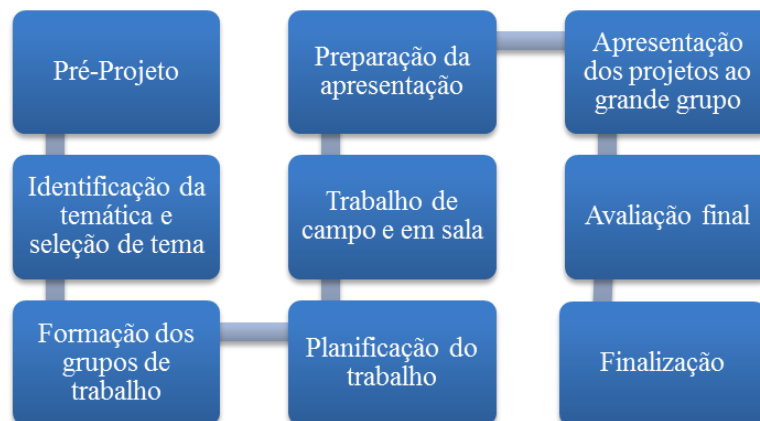 Pré-Projeto
Identificação da
temática e
seleção de tema
Formação dos
grupos de
trabalho
Planificação do
trabalho
Trabalho de
campo e em sala
Preparação da
apresentação
Apresentação
dos projetos ao
grande grupo
Avaliação final
Finalização